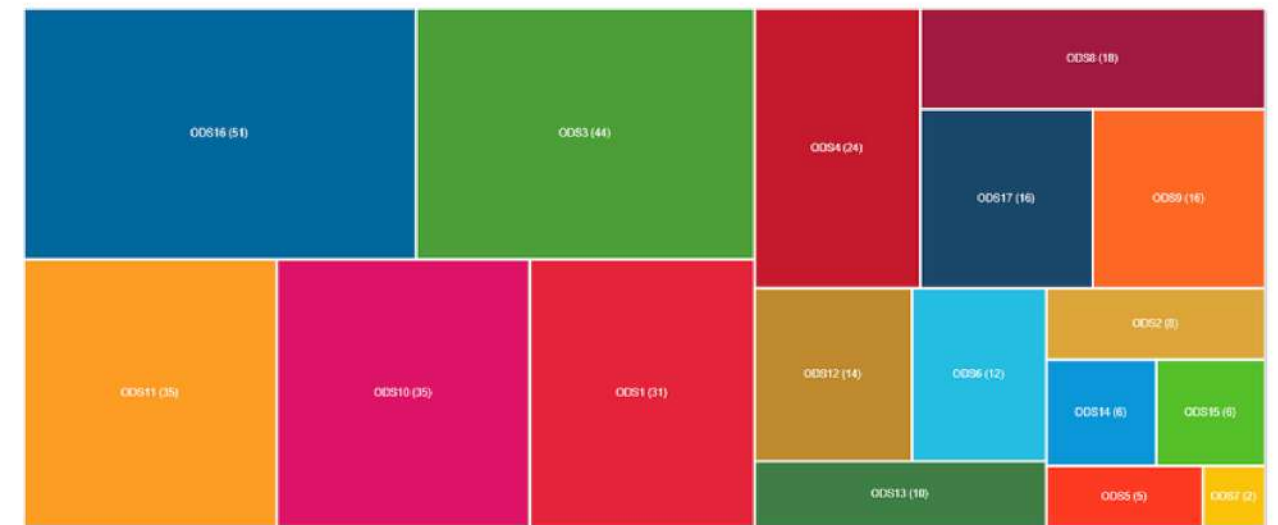 ODS16 (51)
ODS3 (44)
ODS4 (24)
ODS8 (18)
ODS17 (16)
ODS9 (16)
ODS11 (35)
ODS10 (35)
ODS1 (31)
ODS12 (14)
ODS6 (12)
ODS2 (8)
ODS14 (6)
ODS15 (6)
ODS13 (10)
ODS5 (5)
ODS7 (2)